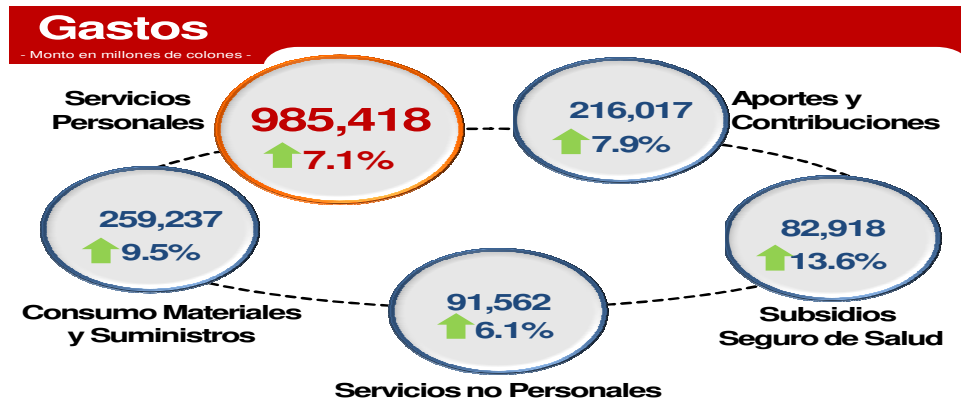 Gastos
- Monto en millones de colones -
Servicios
Personales
985,418
7.1%
216,017
7.9%
Aportes y
Contribuciones
259,237
9.5%
Consumo Materiales
y Suministros
91,562
6.1%
Servicios no Personales
82,918
13.6%
Subsidios
Seguro de Salud